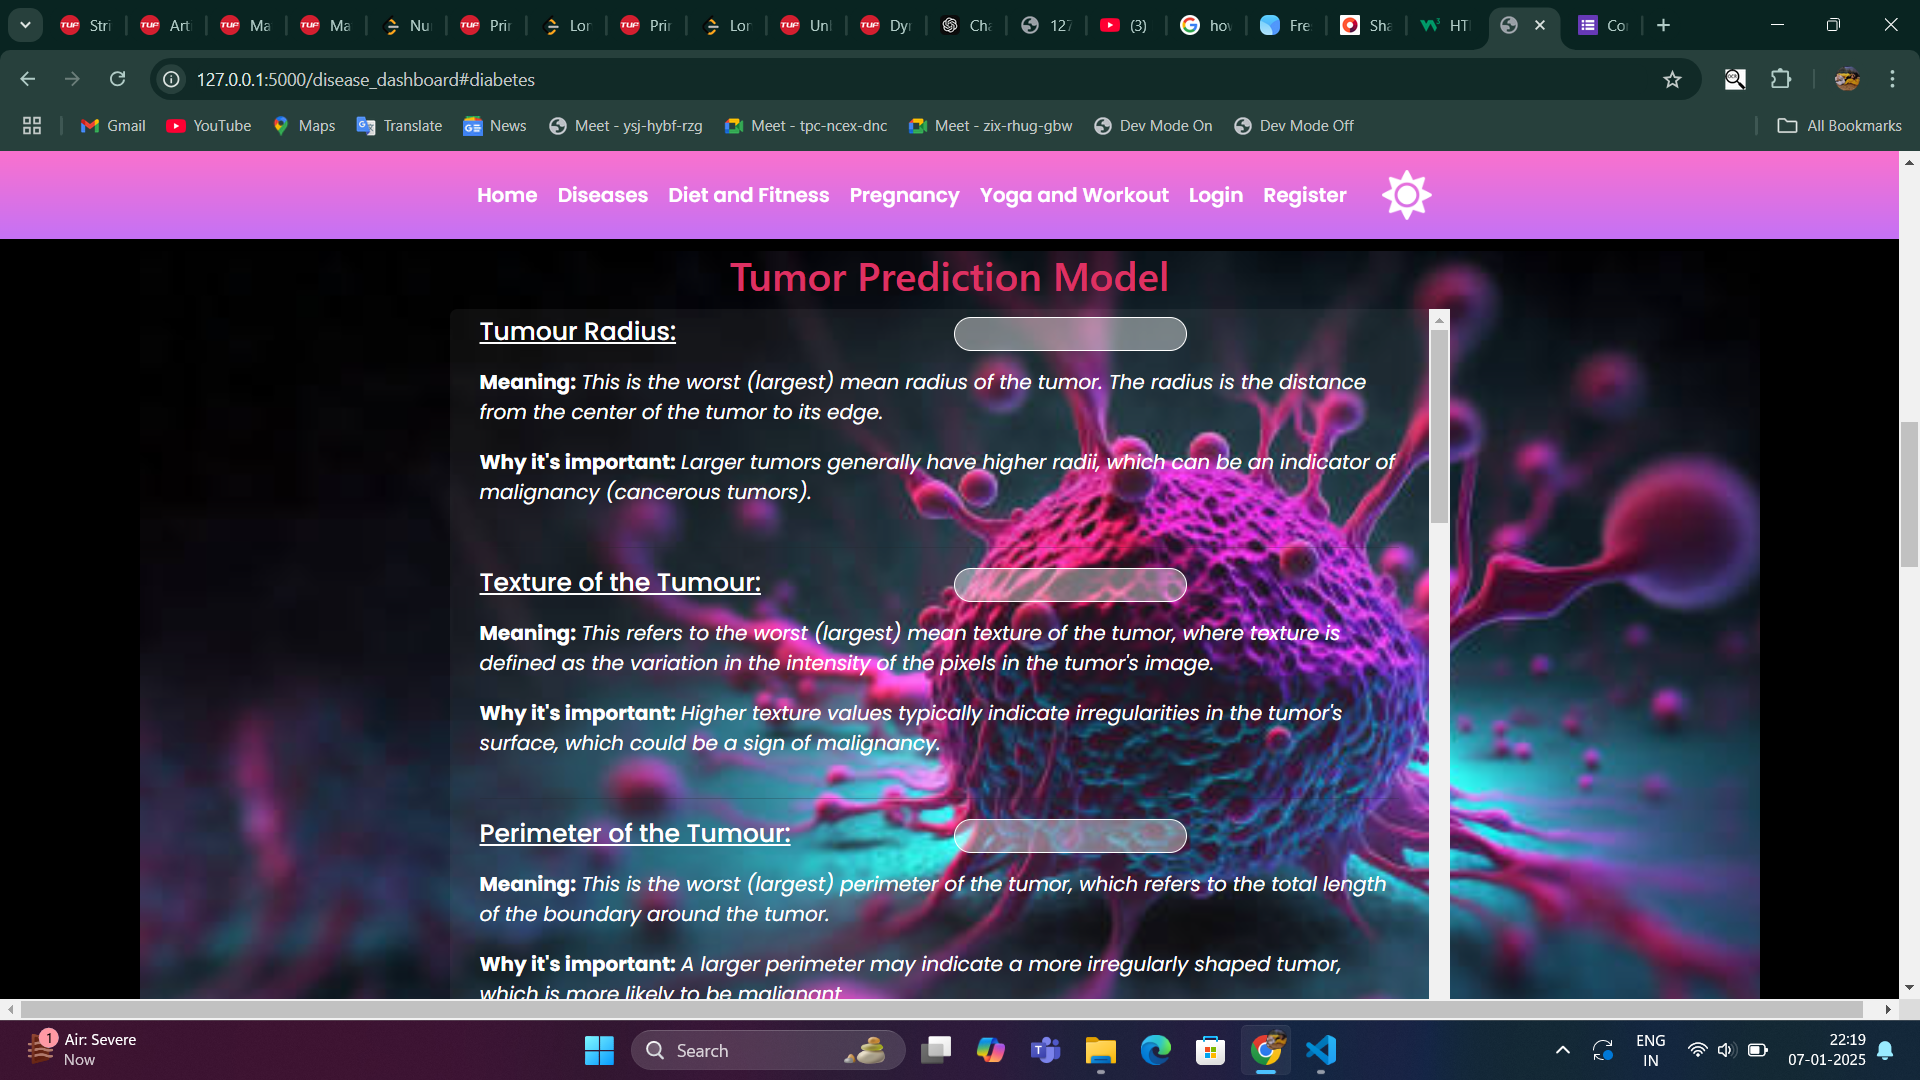 Stri
Arti
Ma
Ma
Nu
Prir
Lor
Prir
Lor
Unl
Dyr
Cha
127
(3)
how
Fre
Sha
HTI
Cor
127.0.0.1:5000/disease_dashboard#diabetes
Gmail
YouTube
Maps
Translate
News
Meet - ysj-hybf-rzg
Meet - tpc-ncex-dnc
Meet - zix-rhug-gbw
Dev Mode On
Dev Mode Off
All Bookmarks
Home Diseases Diet and Fitness Pregnancy Yoga and Workout Login Register
Tumor Prediction Model
Tumour Radius:
Meaning: This is the worst (largest) mean radius of the tumor. The radius is the distance
from the center of the tumor to its edge.
Why it's important: Larger tumors generally have higher radii, which can be an indicator of
malignancy (cancerous tumors).
Texture of the Tumour:
Meaning: This refers to the worst (largest) mean texture of the tumor, where texture is
defined as the variation in the intensity of the pixels in the tumor's image.
Why it's important: Higher texture values typically indicate irregularities in the tumor's
surface, which could be a sign of malignancy.
Perimeter of the Tumour:
Meaning: This is the worst (largest) perimeter of the tumor, which refers to the total length
of the boundary around the tumor.
Why it's important: A larger perimeter may indicate a more irregularly shaped tumor,
which is more likely to be malignant
1
Air: Severe
Now
Search
ENG
IN
22:19
07-01-2025